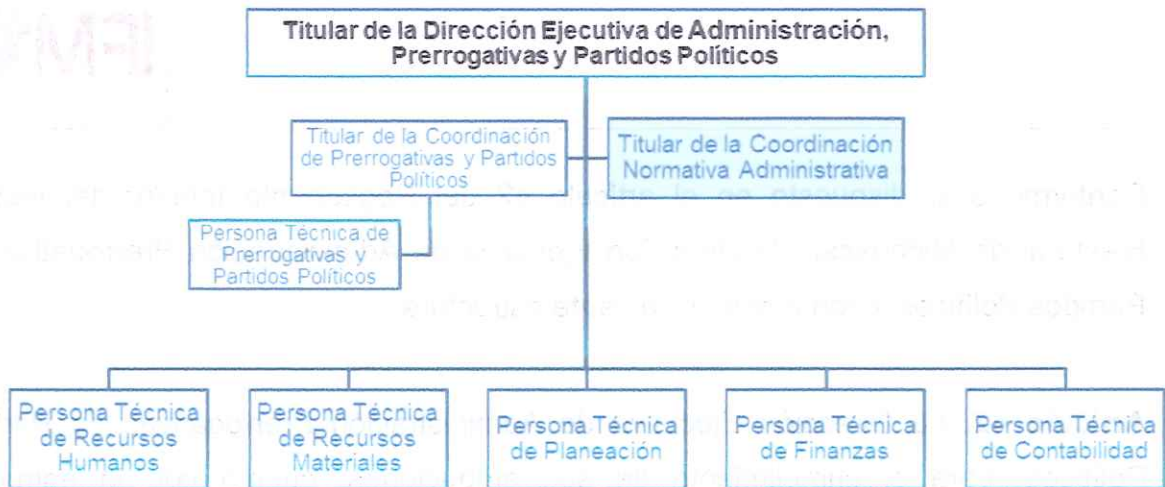 Titular de la Dirección Ejecutiva de Administración,
Prerrogativas y Partidos Políticos
Titular de la Coordinación
de Prerrogativas y Partidos
Políticos
Titular de la Coordinación
Normativa Administrativa
Persona Técnica de
Prerrogativas y
Partidos Políticos
Persona Técnica
de Recursos
Humanos
Persona Técnica
de Recursos
Materiales
Persona Técnica
de Planeación
Persona Técnica
de Finanzas
Persona Técnica
de Contabilidad